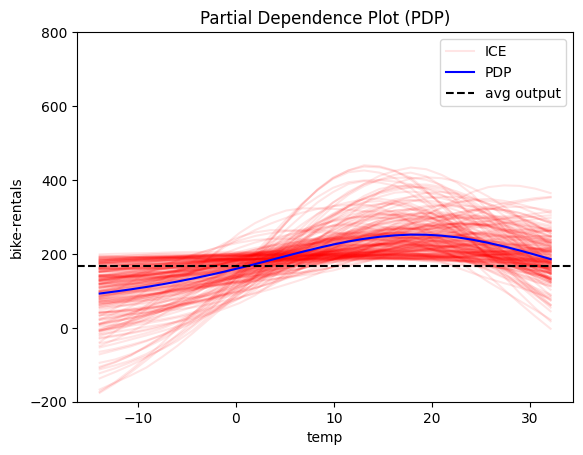 Partial Dependence Plot (PDP)
ICE
PDP
avg output
bike-rentals
800
600
400
200
0
−200
−10
0
10
20
30
temp